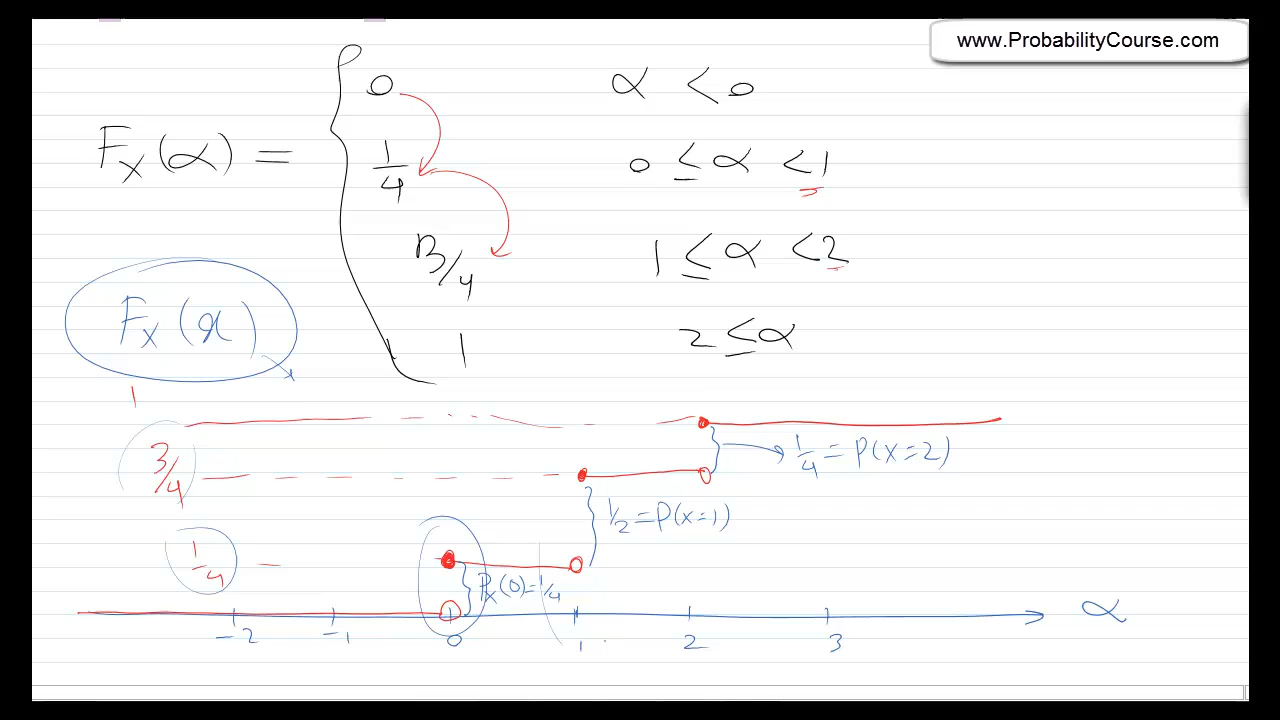 www.ProbabilityCourse.com
0 α < 0
F_X(α) = 1/4 0 ≤ α < 1
3/4 1 ≤ α < 2
F_X(x)
1 2 ≤ α
1
3/4 1/4 = P(X=2)
1/2 = P(X=1)
1/4
P_X(0) = 1/4
α
-2 -1 0 1 2 3